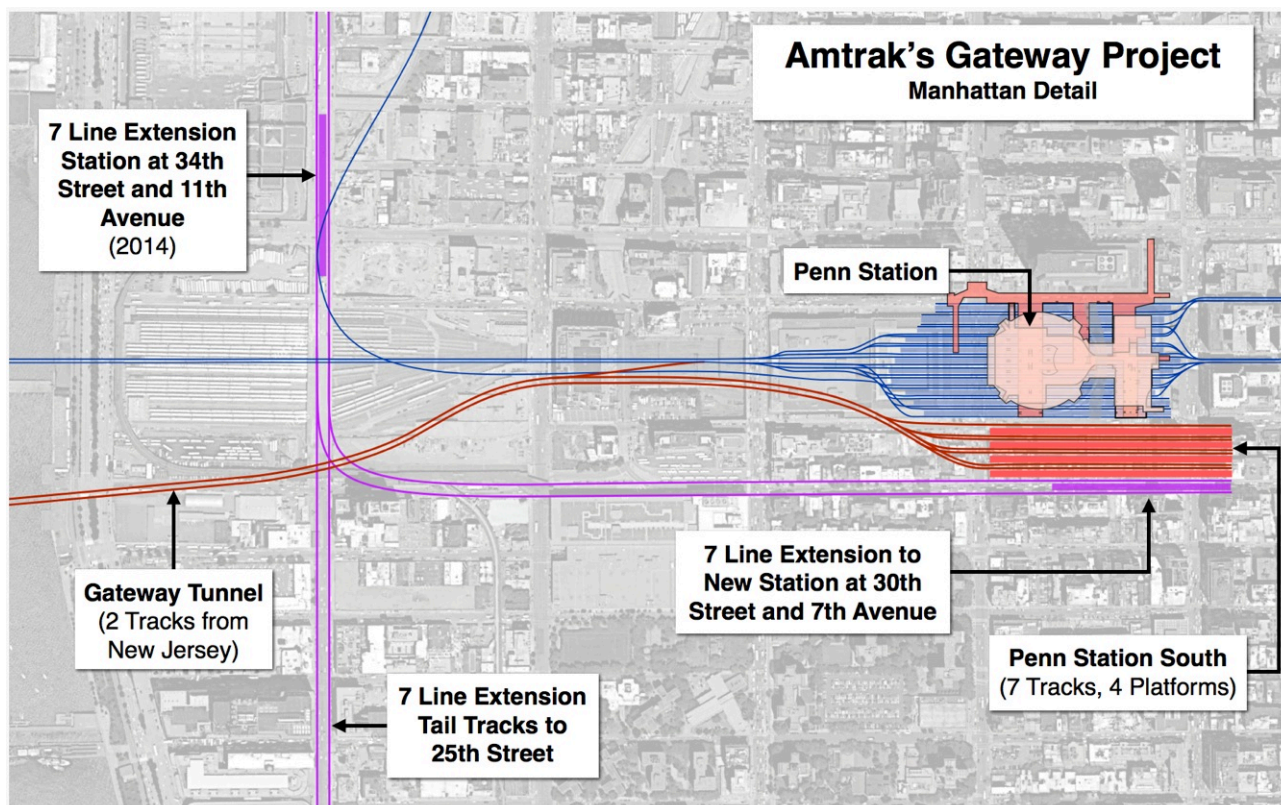 Amtrak's Gateway Project
Manhattan Detail
7 Line Extension
Station at 34th
Street and 11th
Avenue
(2014)
Penn Station
Gateway Tunnel
(2 Tracks from
New Jersey)
7 Line Extension to
New Station at 30th
Street and 7th Avenue
Penn Station South
(7 Tracks, 4 Platforms)
7 Line Extension
Tail Tracks to
25th Street